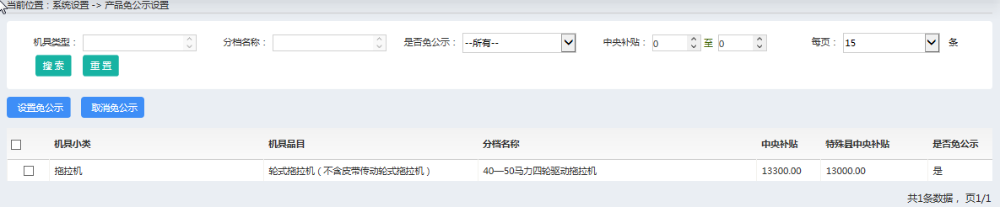 当前位置：系统设置 -> 产品免公示设置
机具类型： 分档名称： 是否免公示： --所有-- 中央补贴： 0 至 0 每页： 15 条
搜 索 重 置
设置免公示 取消免公示
机具小类 机具品目 分档名称 中央补贴 特殊县中央补贴 是否免公示
拖拉机 轮式拖拉机（不含皮带传动轮式拖拉机） 40—50马力四轮驱动拖拉机 13300.00 13000.00 是
共1条数据，页1/1